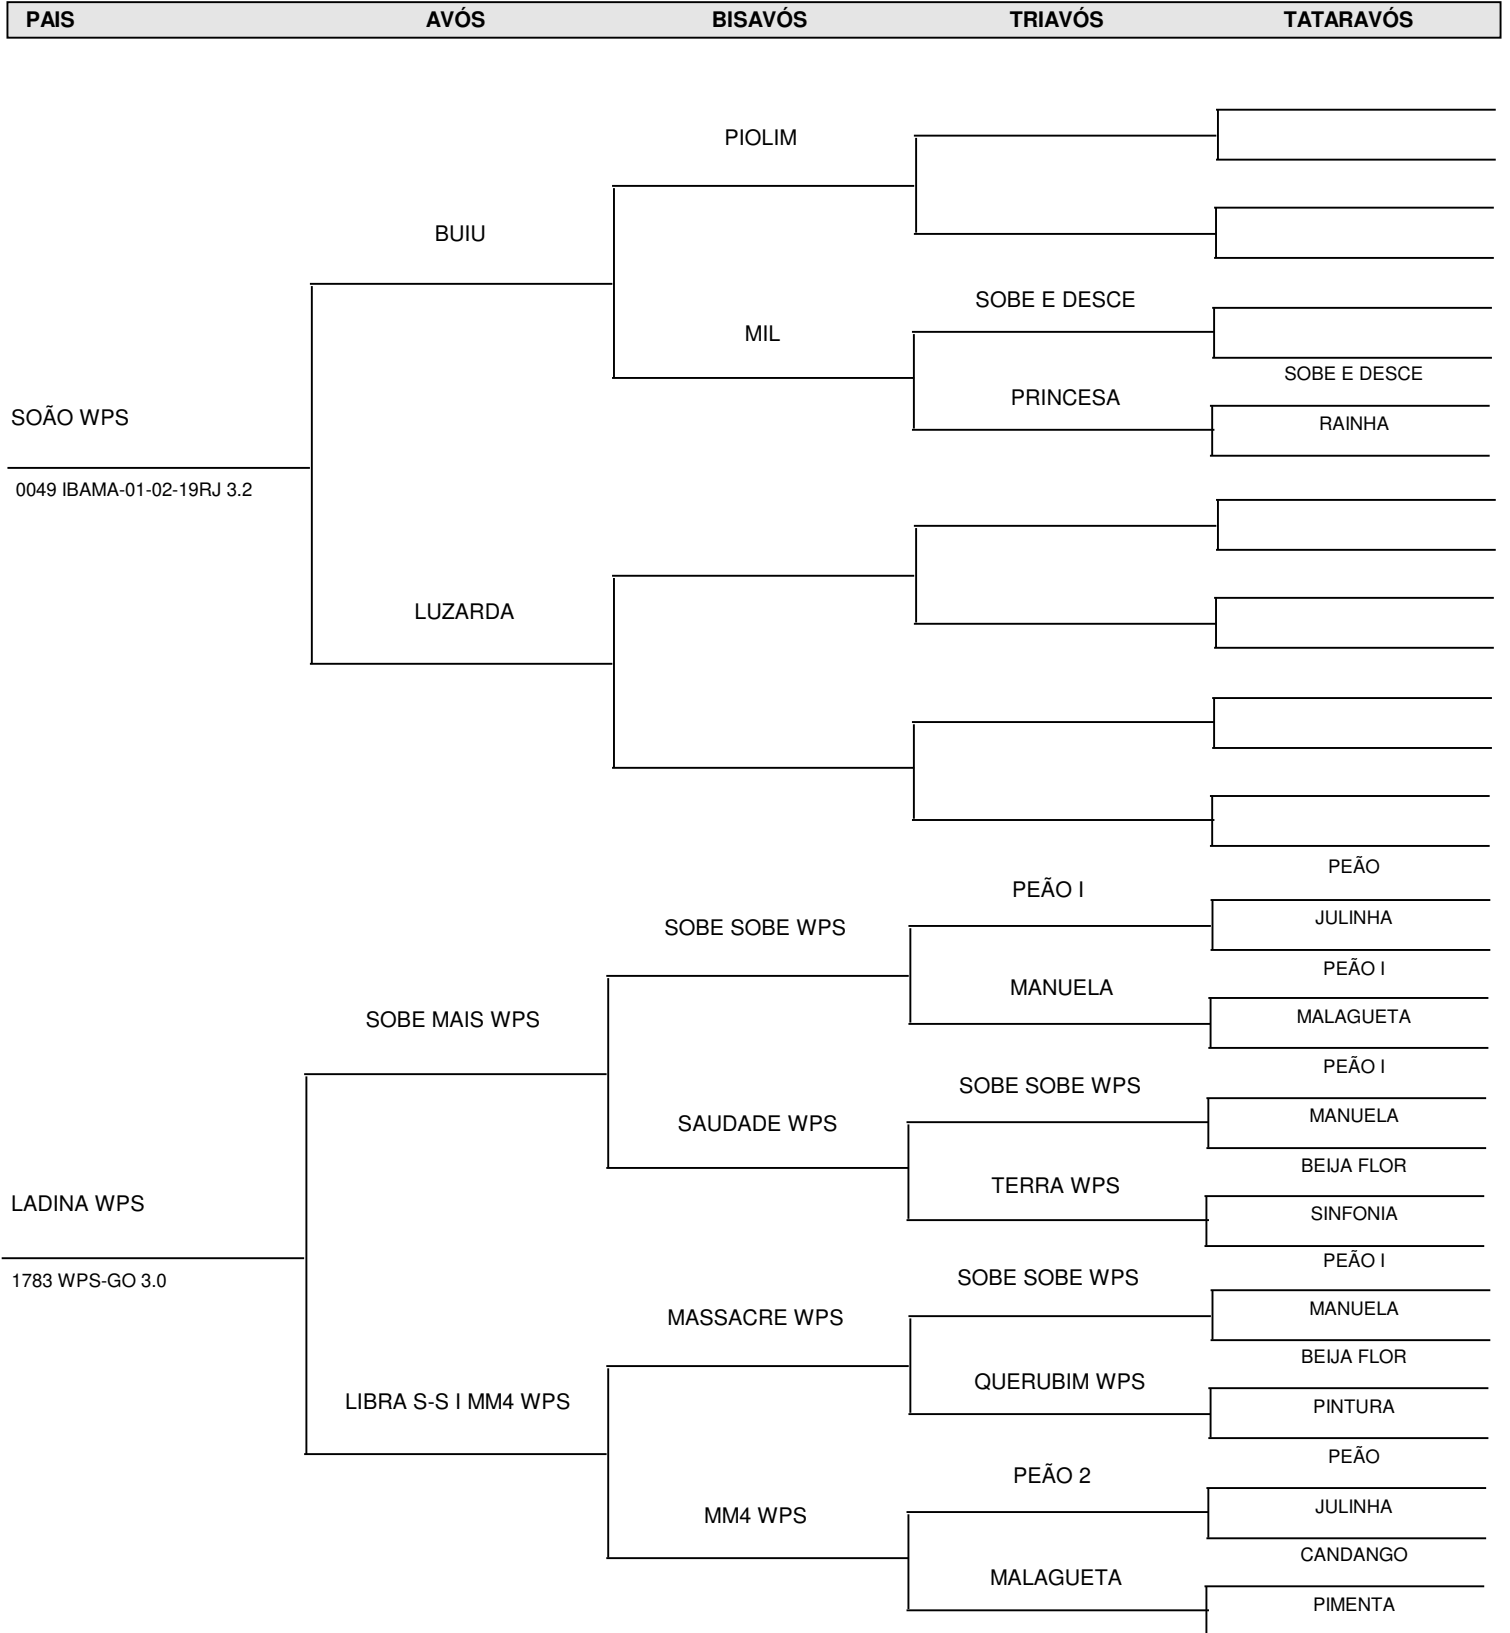 PAIS AVÓS BISAVÓS TRIAVÓS TATARAVÓS
PIOLIM
BUIU
SOBE E DESCE
MIL
SOBE E DESCE
PRINCESA
SOÃO WPS
RAINHA
0049 IBAMA-01-02-19RJ 3.2
LUZARDA
PEÃO
PEÃO I
JULINHA
SOBE SOBE WPS
PEÃO I
MANUELA
SOBE MAIS WPS
MALAGUETA
PEÃO I
SOBE SOBE WPS
MANUELA
SAUDADE WPS
BEIJA FLOR
TERRA WPS
LADINA WPS
SINFONIA
PEÃO I
1783 WPS-GO 3.0
SOBE SOBE WPS
MANUELA
MASSACRE WPS
BEIJA FLOR
QUERUBIM WPS
LIBRA S-S I MM4 WPS
PINTURA
PEÃO
PEÃO 2
JULINHA
MM4 WPS
CANDANGO
MALAGUETA
PIMENTA